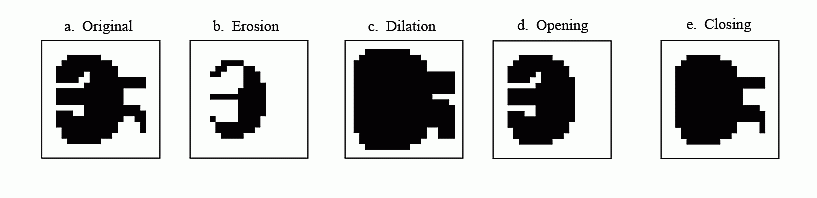 a. Original
b. Erosion
c. Dilation
d. Opening
e. Closing